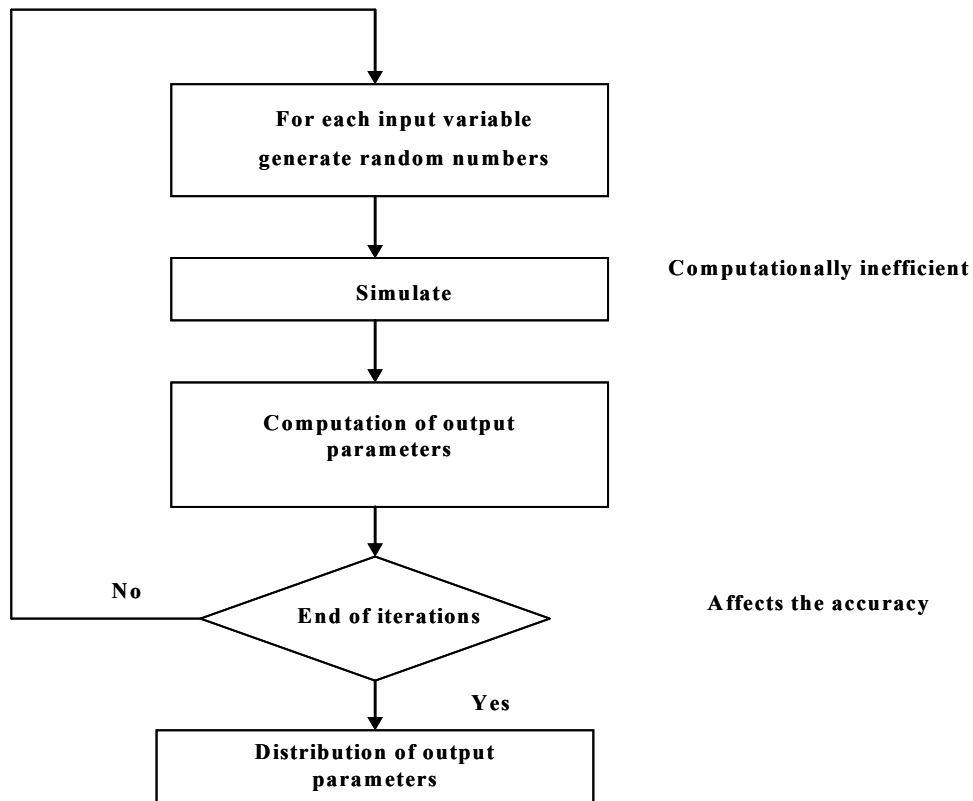 For each input variable
generate random numbers
Computationally inefficient
Simulate
Computation of output
parameters
No
End of iterations
Affects the accuracy
Yes
Distribution of output
parameters